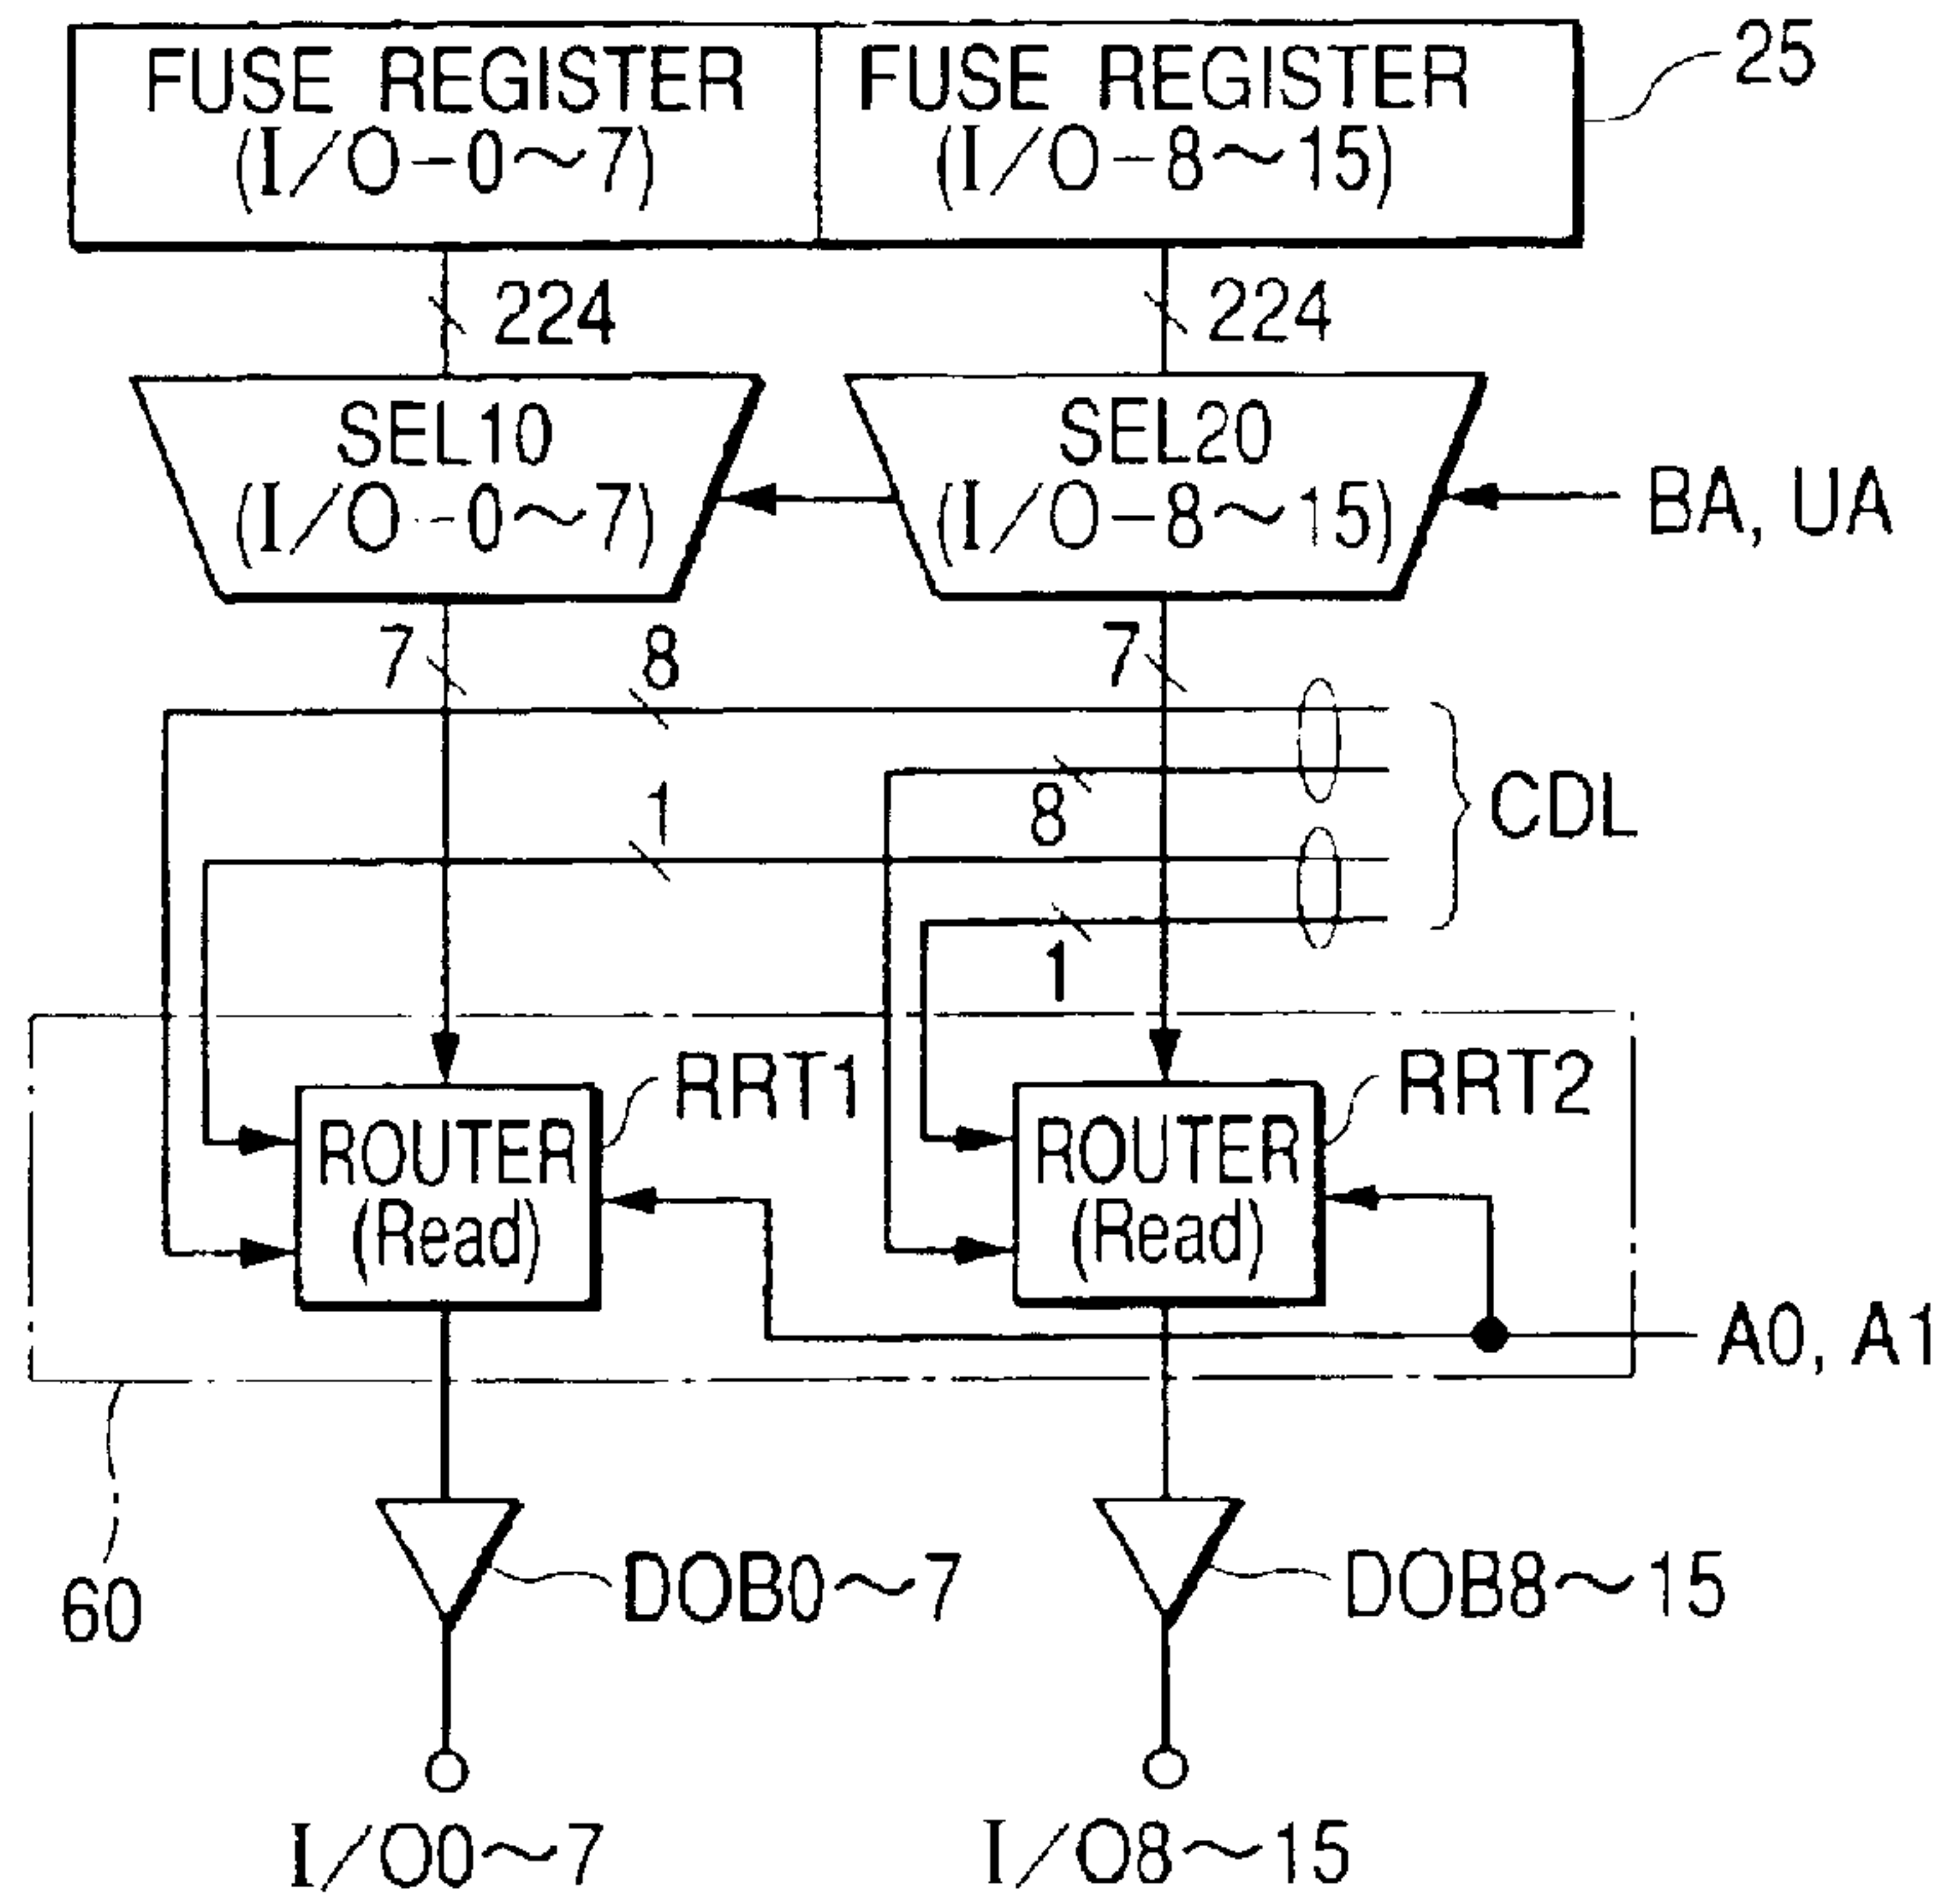 FUSE REGISTER
(I/O-0~7)
FUSE REGISTER
(I/O-8~15)
25
224
224
SEL10
(I/O-0~7)
SEL20
(I/O-8~15)
BA, UA
7
8
7
1
8
CDL
1
ROUTER
(Read)
RRT1
ROUTER
(Read)
RRT2
A0, A1
60
DOB0~7
DOB8~15
I/O0~7
I/O8~15